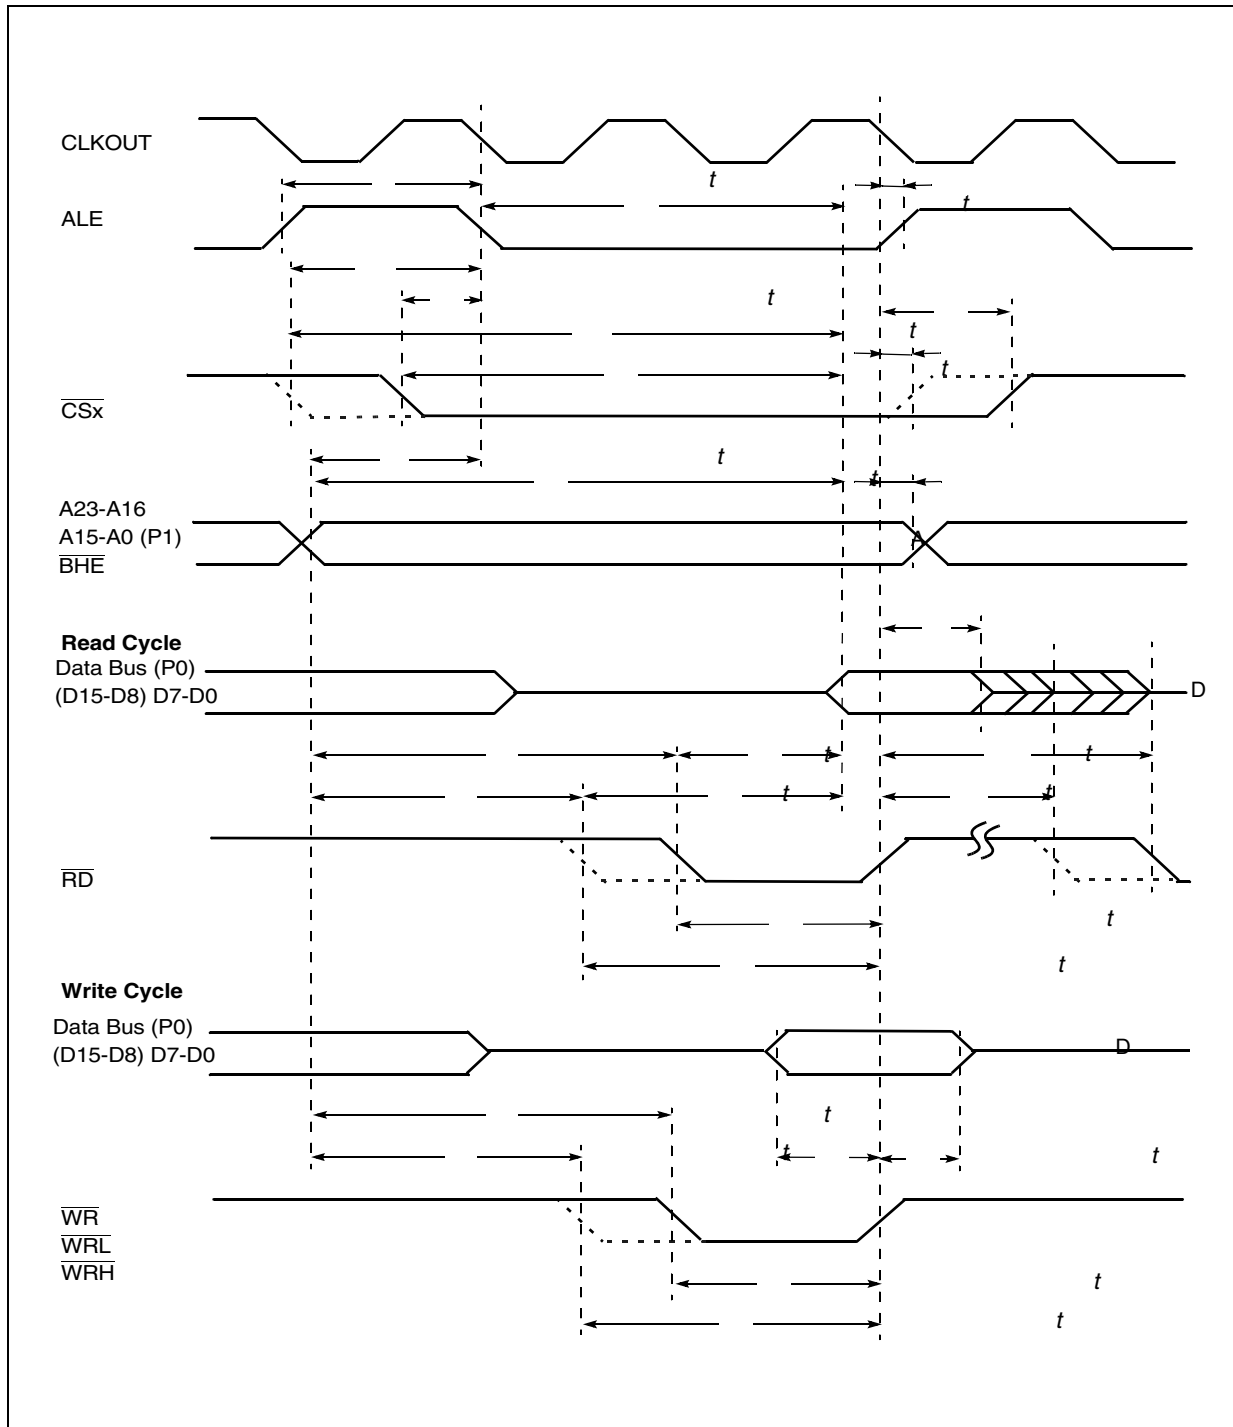 CLKOUT
t
ALE
t
t
t
t
CSx
t
t
A23-A16
A15-A0 (P1)
A
BHE
Read Cycle
Data Bus (P0)
(D15-D8) D7-D0
D
t
t
t
t
RD
t
t
Write Cycle
Data Bus (P0)
(D15-D8) D7-D0
D
t
t
t
WR
WRL
WRH
t
t